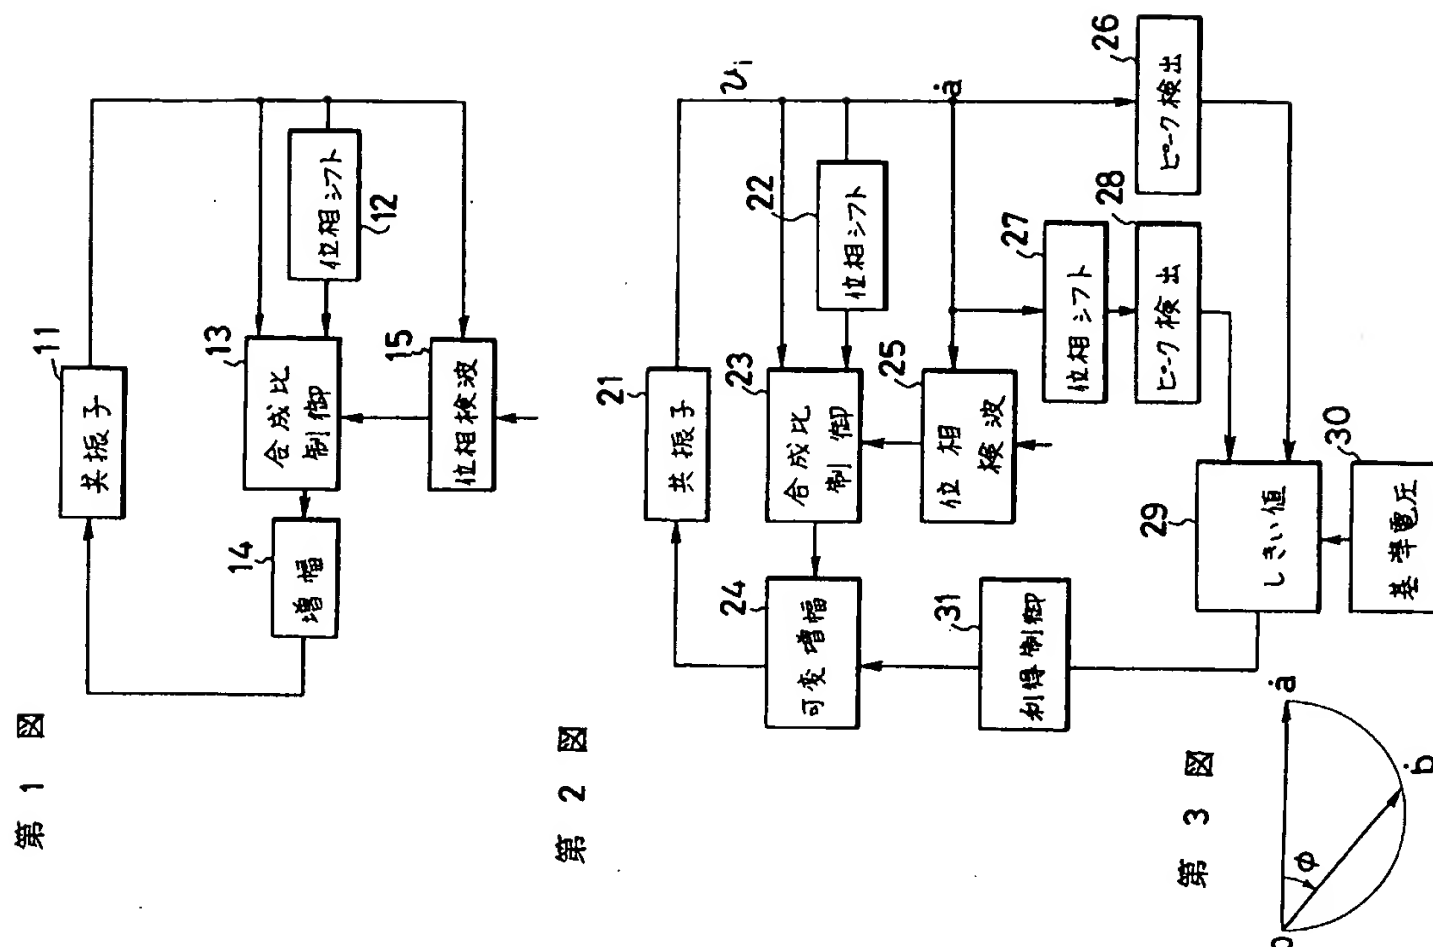 第 1 図
11
共振子
13
合成比
制御
位相シフト
12
14
増幅
15
位相検波
第 2 図
21
共振子
υi
22
位相シフト
23
合成比
制御
24
可変増幅
25
位相
検波
ȧ
26
ピーク検出
27
位相シフト
28
ピーク検出
29
しきい値
30
基準電圧
31
利得制御
第 3 図
ȧ
ḃ
φ